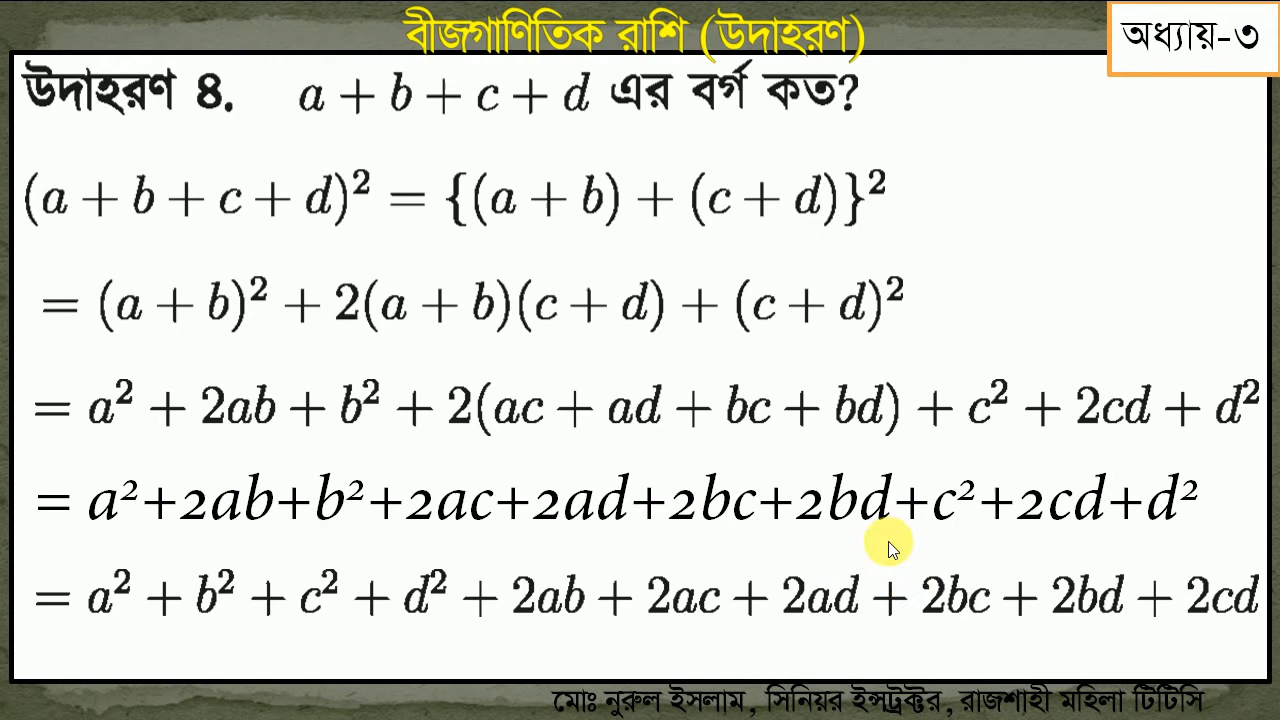 বীজগাণিতিক রাশি (উদাহরণ)
অধ্যায়-৩
উদাহরণ ৪. a + b + c + d এর বর্গ কত?
(a + b + c + d)² = {(a + b) + (c + d)}²
= (a + b)² + 2(a + b)(c + d) + (c + d)²
= a² + 2ab + b² + 2(ac + ad + bc + bd) + c² + 2cd + d²
= a²+2ab+b²+2ac+2ad+2bc+2bd+c²+2cd+d²
= a² + b² + c² + d² + 2ab + 2ac + 2ad + 2bc + 2bd + 2cd
মোঃ নুরুল ইসলাম, সিনিয়র ইন্সট্রাক্টর, রাজশাহী মহিলা টিটিসি